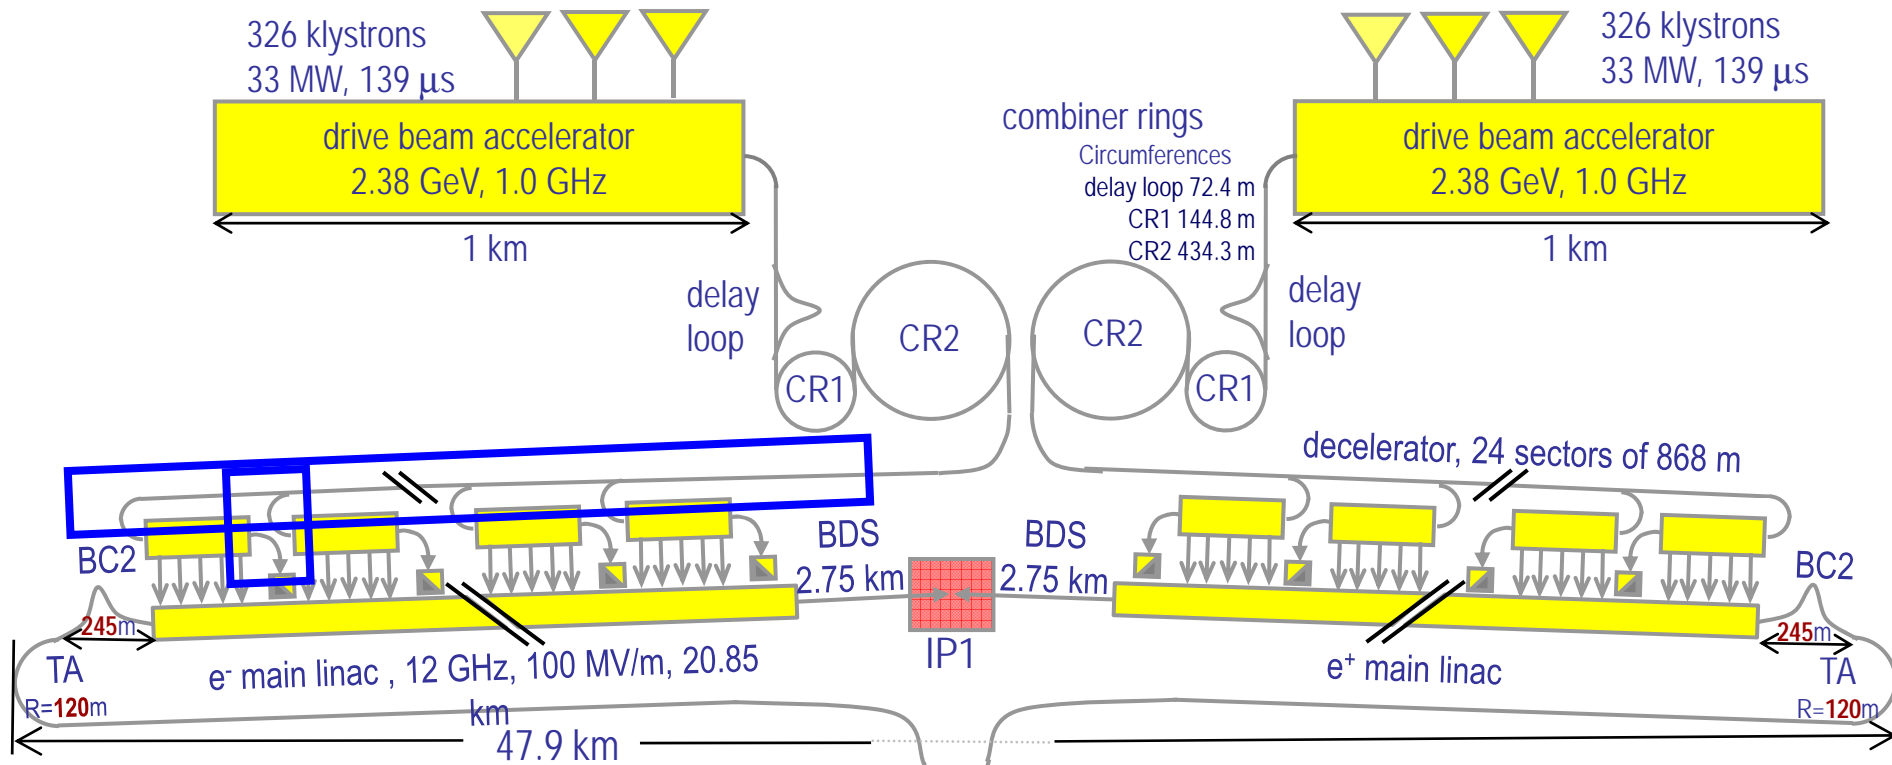 326 klystrons
33 MW, 139 μs
326 klystrons
33 MW, 139 μs
drive beam accelerator
2.38 GeV, 1.0 GHz
combiner rings
Circumferences
delay loop 72.4 m
CR1 144.8 m
CR2 434.3 m
drive beam accelerator
2.38 GeV, 1.0 GHz
1 km
1 km
delay
loop
CR2
CR2
delay
loop
CR1
CR1
decelerator, 24 sectors of 868 m
BC2
BDS
2.75 km
BDS
2.75 km
BC2
245m
IP1
245m
TA
R=120m
e- main linac , 12 GHz, 100 MV/m, 20.85
km
e+ main linac
TA
R=120m
47.9 km